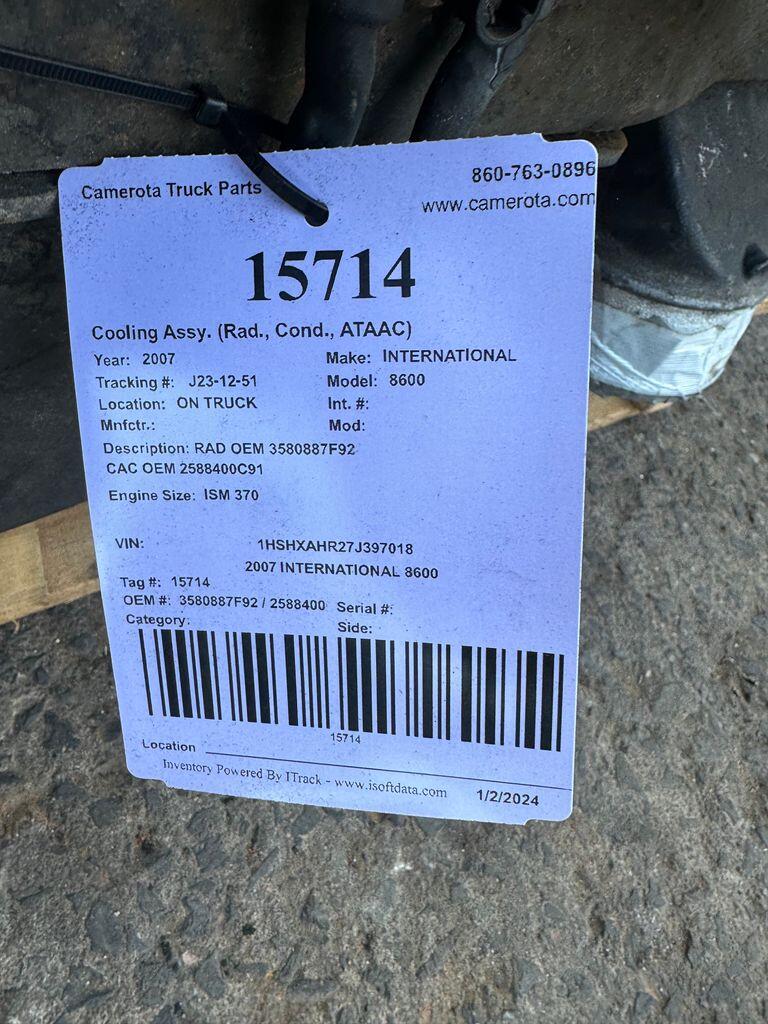 Camerota Truck Parts
860-763-0896
www.camerota.com
15714
Cooling Assy. (Rad., Cond., ATAAC)
Year: 2007 Make: INTERNATIONAL
Tracking #: J23-12-51 Model: 8600
Location: ON TRUCK Int. #:
Mnfctr.: Mod:
Description: RAD OEM 3580887F92
CAC OEM 2588400C91
Engine Size: ISM 370
VIN: 1HSHXAHR27J397018
2007 INTERNATIONAL 8600
Tag #: 15714
OEM #: 3580887F92 / 2588400 Serial #:
Category: Side:
15714
Location
Inventory Powered By ITrack - www.isoftdata.com 1/2/2024